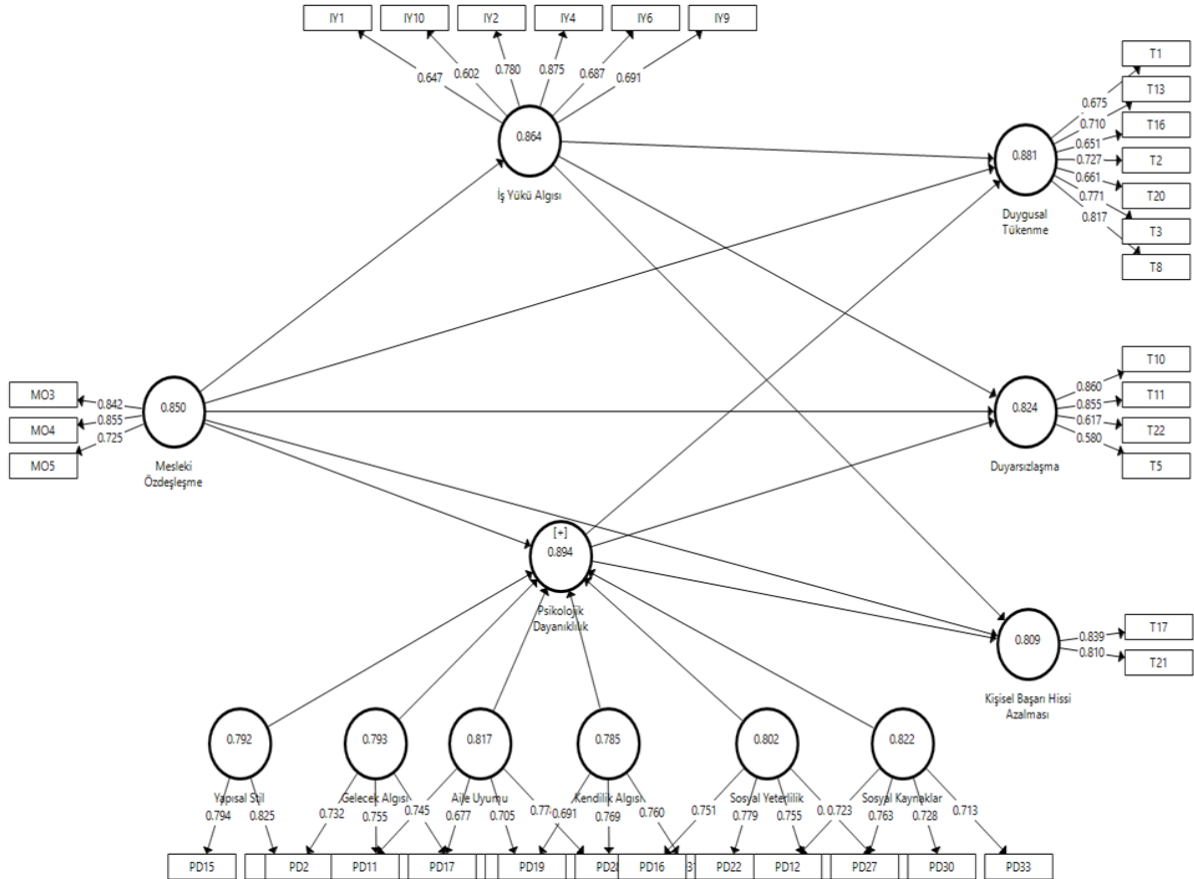 IY1 IY10 IY2 IY4 IY6 IY9
0.647 0.602 0.780 0.875 0.687 0.691
0.864
İş Yükü Algısı
T1
T13
T16
T2
T20
T3
T8
0.675
0.710
0.651
0.727
0.661
0.771
0.817
0.881
Duygusal
Tükenme
MO3
MO4
MO5
0.842
0.855
0.725
0.850
Mesleki
Özdeşleşme
0.824
Duyarsızlaşma
0.860
0.855
0.617
0.580
T10
T11
T22
T5
[+]
0.894
Psikolojik
Dayanıklılık
0.809
Kişisel Başarı Hissi
Azalması
0.839
0.810
T17
T21
0.792 0.793 0.817 0.785 0.802 0.822
Yapısal Stil Gelecek Algısı Aile Uyumu Kendilik Algısı Sosyal Yeterlilik Sosyal Kaynaklar
0.794 0.825 0.732 0.755 0.745 0.677 0.705 0.691 0.769 0.760 0.751 0.779 0.755 0.723 0.763 0.728 0.713
PD15 PD2 PD11 PD17 PD19 PD16 PD22 PD12 PD27 PD30 PD33